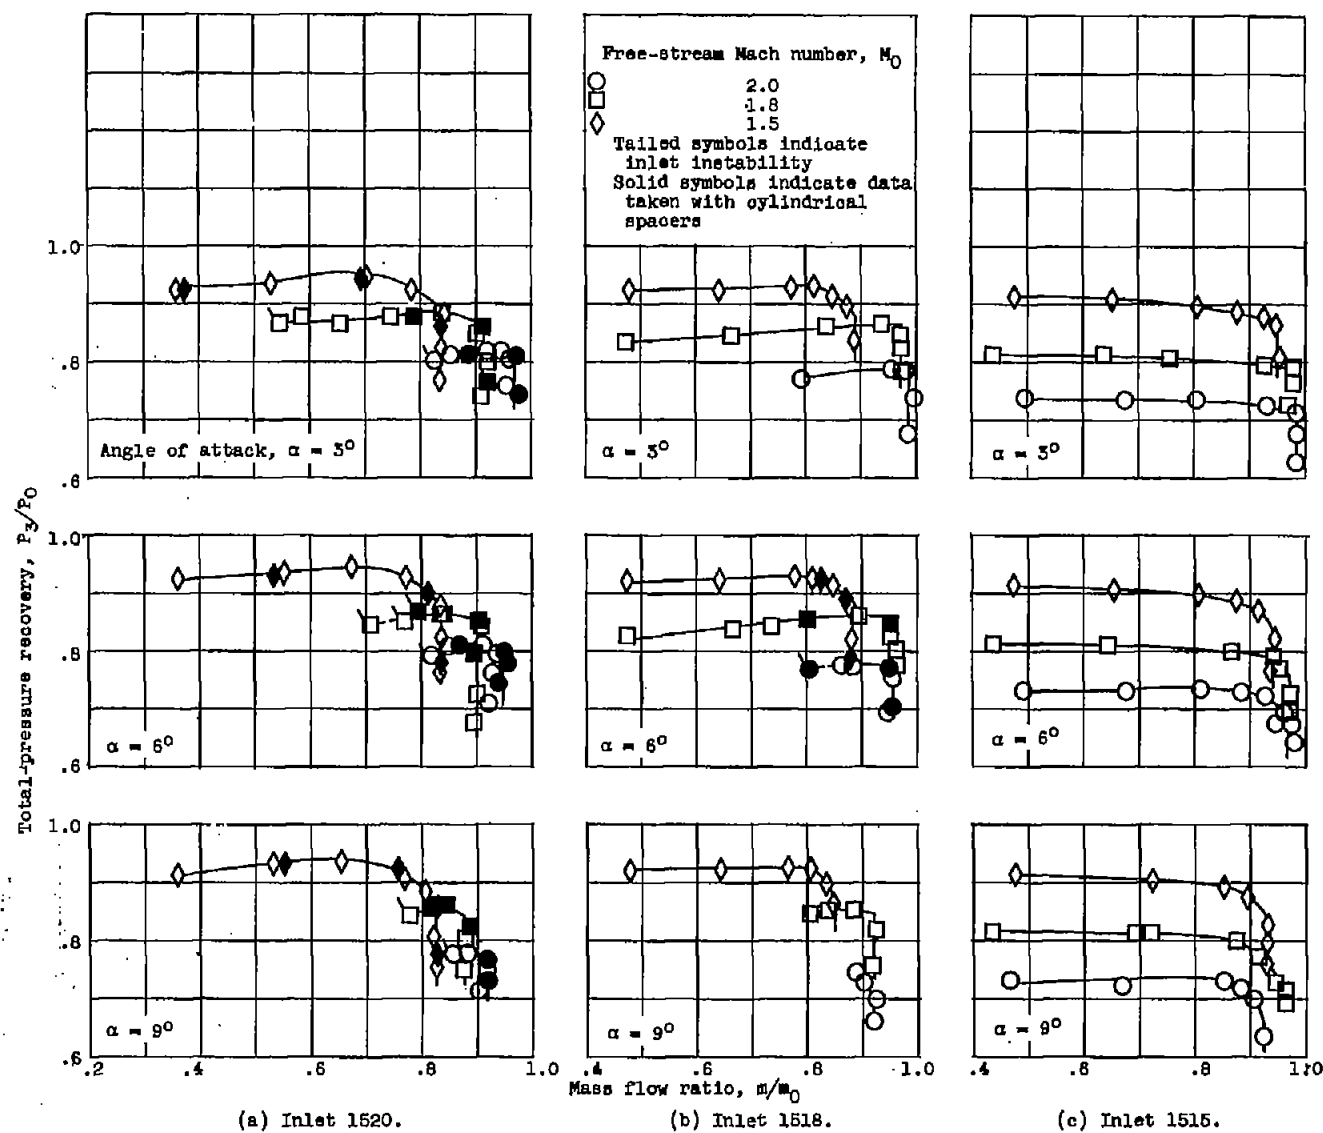 Free-stream Mach number, M0
2.0
1.8
1.5
Tailed symbols indicate
inlet instability
Solid symbols indicate data
taken with cylindrical
spacers
1.0
.8
.6
Angle of attack, α = 3°
α = 3°
α = 3°
Total-pressure recovery, P3/P0
1.0
.8
.6
α = 6°
α = 6°
α = 6°
1.0
.8
.6
α = 9°
α = 9°
α = 9°
.2 .4 .6 .8 1.0
.4 .6 .8 1.0
.4 .6 .8 1.0
Mass flow ratio, m/m0
(a) Inlet 1520.
(b) Inlet 1518.
(c) Inlet 1515.